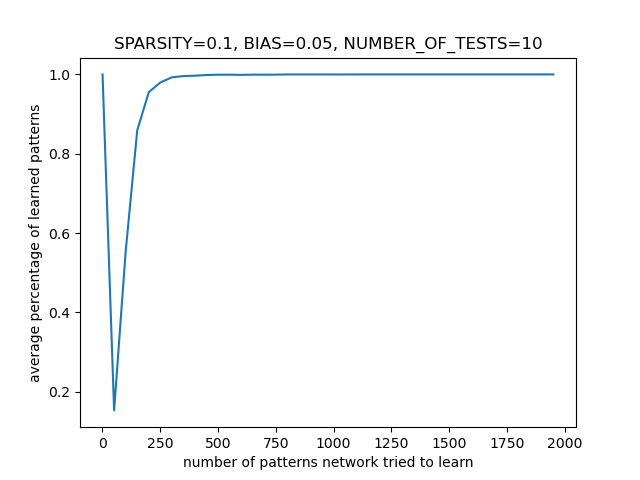 SPARSITY=0.1, BIAS=0.05, NUMBER_OF_TESTS=10
average percentage of learned patterns
1.0
0.8
0.6
0.4
0.2
0 250 500 750 1000 1250 1500 1750 2000
number of patterns network tried to learn